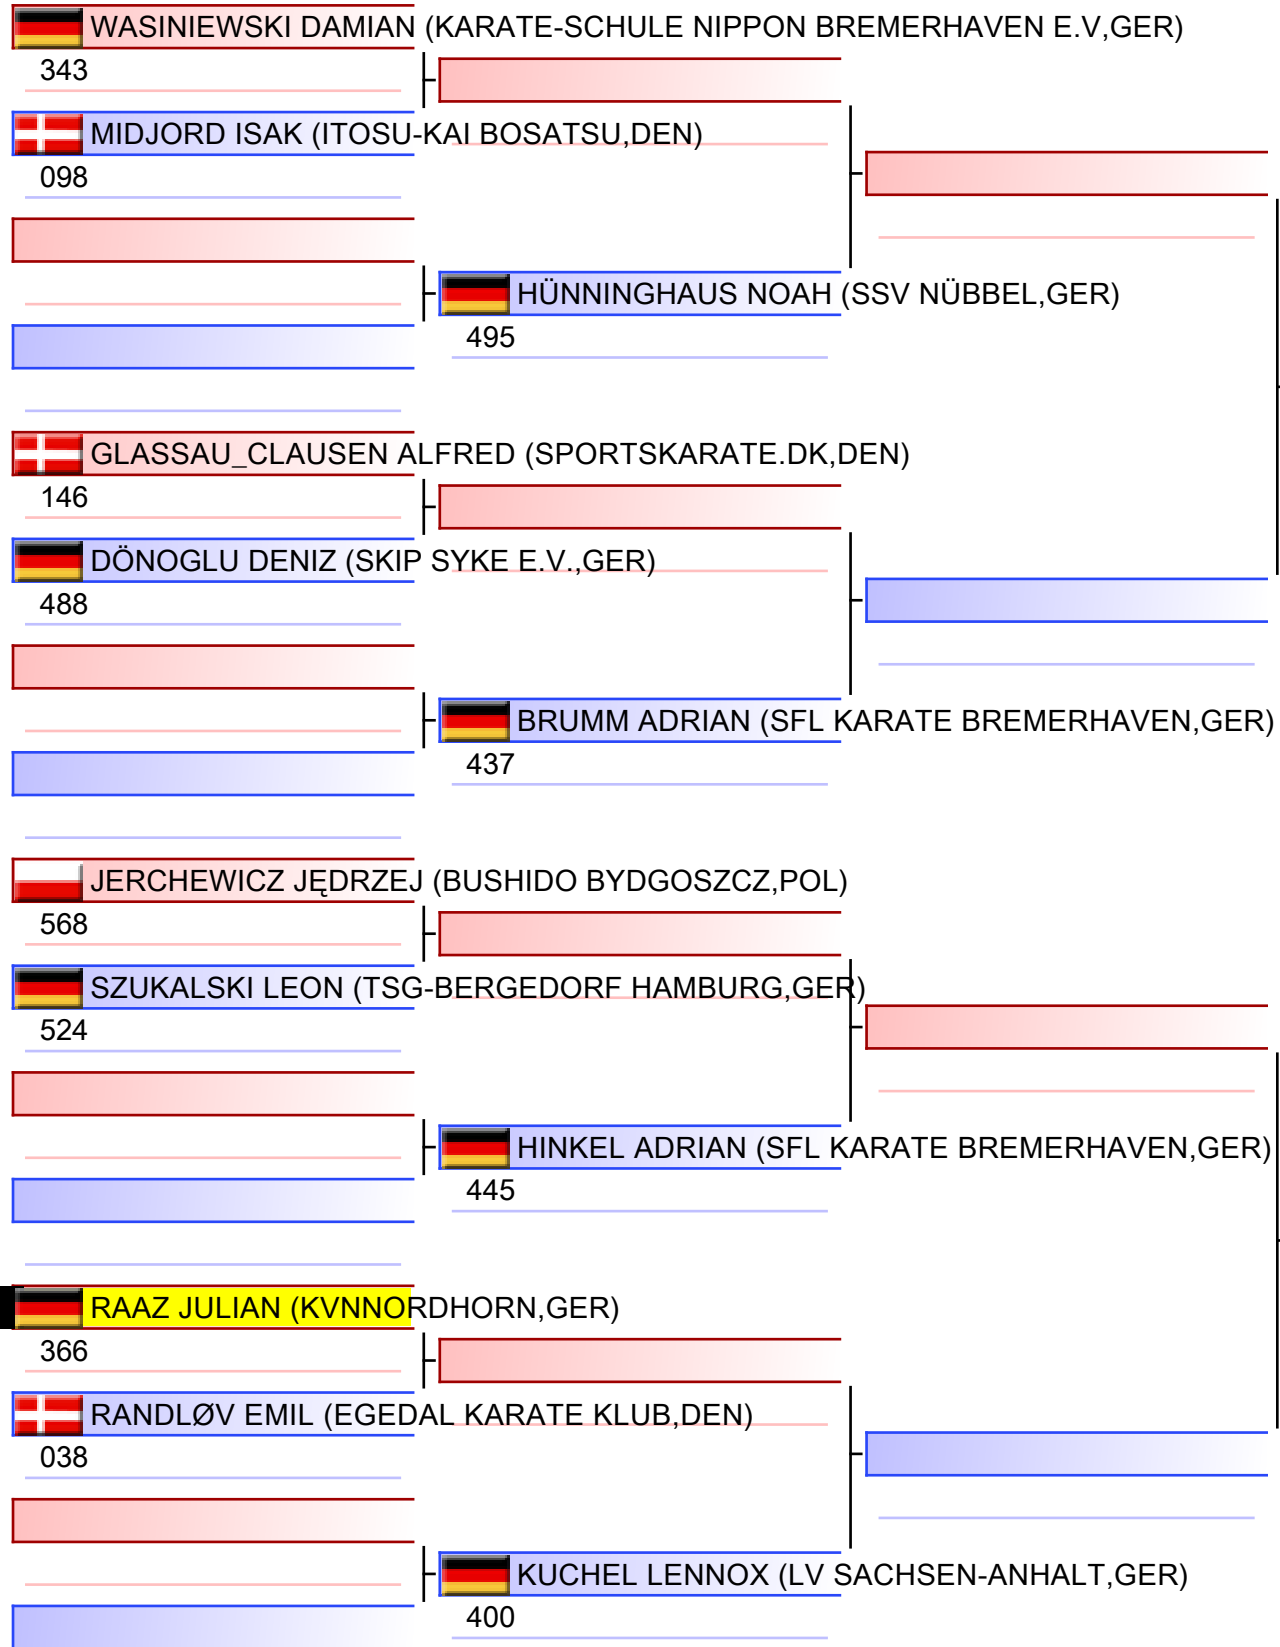 WASINIEWSKI DAMIAN (KARATE-SCHULE NIPPON BREMERHAVEN E.V,GER)
343
MIDJORD ISAK (ITOSU-KAI BOSATSU,DEN)
098
HÜNNINGHAUS NOAH (SSV NÜBBEL,GER)
495
GLASSAU_CLAUSEN ALFRED (SPORTSKARATE.DK,DEN)
146
DÖNOGLU DENIZ (SKIP SYKE E.V.,GER)
488
BRUMM ADRIAN (SFL KARATE BREMERHAVEN,GER)
437
JERCHEWICZ JĘDRZEJ (BUSHIDO BYDGOSZCZ,POL)
568
SZUKALSKI LEON (TSG-BERGEDORF HAMBURG,GER)
524
HINKEL ADRIAN (SFL KARATE BREMERHAVEN,GER)
445
RAAZ JULIAN (KVNNORDHORN,GER)
366
RANDLØV EMIL (EGEDAL KARATE KLUB,DEN)
038
KUCHEL LENNOX (LV SACHSEN-ANHALT,GER)
400